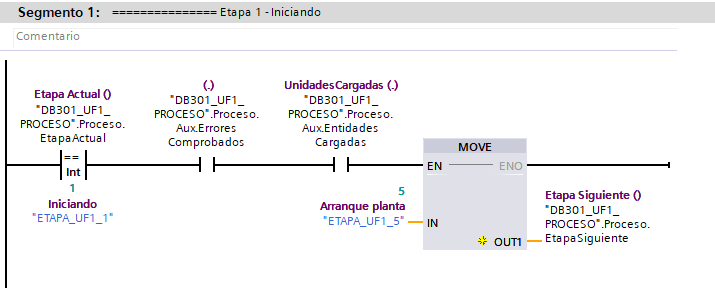 Segmento 1: =============== Etapa 1 - Iniciando
Comentario
Etapa Actual ()
"DB301_UF1_
PROCESO".Proceso.
EtapaActual
==
Int
1
Iniciando
"ETAPA_UF1_1"
(.)
"DB301_UF1_
PROCESO".Proceso.
Aux.Errores
Comprobados
UnidadesCargadas (.)
"DB301_UF1_
PROCESO".Proceso.
Aux.Entidades
Cargadas
MOVE
EN
ENO
5
Arranque planta
"ETAPA_UF1_5"
IN
OUT1
Etapa Siguiente ()
"DB301_UF1_
PROCESO".Proceso.
EtapaSiguiente